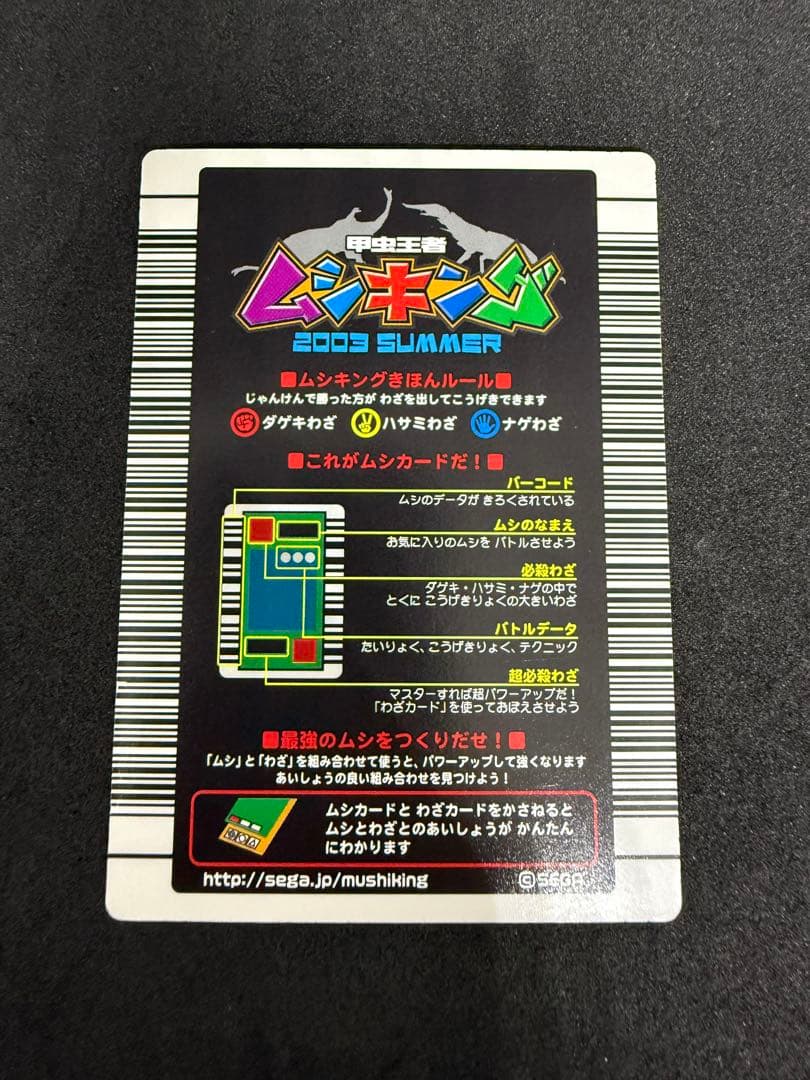 甲虫王者
ムシキング
2003 SUMMER
■ムシキングきほんルール■
じゃんけんで勝った方が わざを出してこうげきできます
ダゲキわざ ハサミわざ ナゲわざ
■これがムシカードだ！■
バーコード
ムシのデータが きろくされている
ムシのなまえ
お気に入りのムシを バトルさせよう
必殺わざ
ダゲキ・ハサミ・ナゲの中で
とくに こうげきりょくの大きいわざ
バトルデータ
たいりょく、こうげきりょく、テクニック
超必殺わざ
マスターすれば超パワーアップだ！
「わざカード」を使っておぼえさせよう
■最強のムシをつくりだせ！■
「ムシ」と「わざ」を組み合わせて使うと、パワーアップして強くなります
あいしょうの良い組み合わせを見つけよう！
ムシカードと わざカードをかさねると
ムシとわざとのあいしょうが かんたん
にわかります
http://sega.jp/mushiking ©SEGA